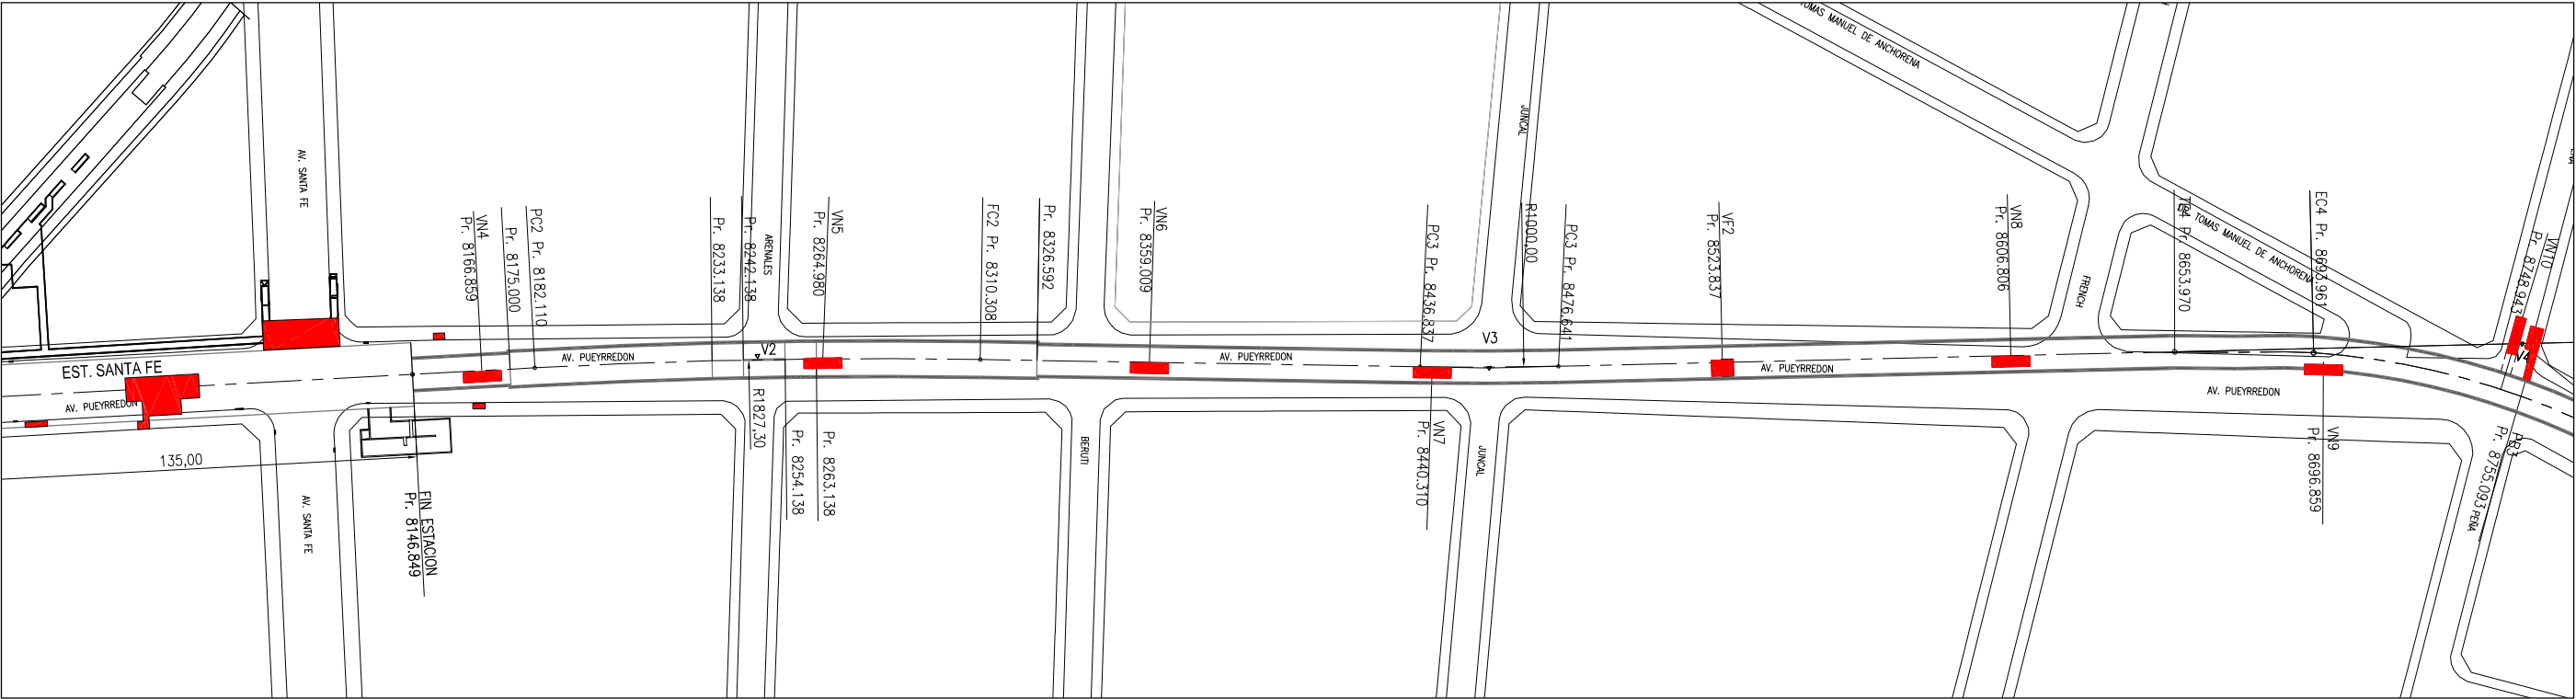 TOMAS MANUEL DE ANCHORENA
AV. SANTA FE
JUNCAL
VN4
Pr. 8166.859
Pr. 8175.000
PC2 Pr. 8182.110
Pr. 8233.138
Pr. 8242.138
ARENALES
VN5
Pr. 8264.980
FC2 Pr. 8310.308
Pr. 8326.592
VN6
Pr. 8359.009
PC3 Pr. 8436.837
R1000,00
PC3 Pr. 8476.641
VF2
Pr. 8523.837
VN8
Pr. 8606.806
FRENCH
Pr. 8653.970
DR. TOMAS MANUEL DE ANCHORENA
EC4 Pr. 8693.961
VN10
Pr. 8748.943
EST. SANTA FE
AV. PUEYRREDON
AV. PUEYRREDON
V2
AV. PUEYRREDON
V3
AV. PUEYRREDON
V4
AV. PUEYRREDON
135,00
AV. SANTA FE
FIN ESTACION
Pr. 8146.849
R1827,30
Pr. 8254.138
Pr. 8263.138
BERUTI
VN7
Pr. 8440.310
JUNCAL
VN9
Pr. 8696.859
PB3
Pr. 8755.093
PEÑA